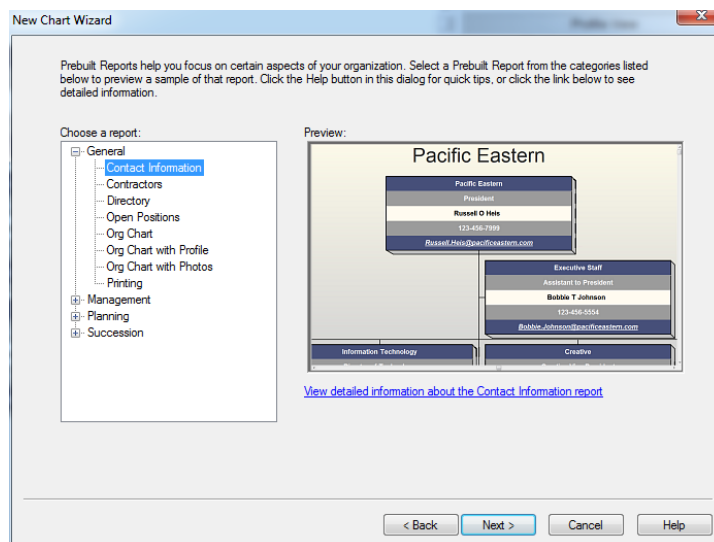 New Chart Wizard
Prebuilt Reports help you focus on certain aspects of your organization. Select a Prebuilt Report from the categories listed
below to preview a sample of that report. Click the Help button in this dialog for quick tips, or click the link below to see
detailed information.
Choose a report:
General
Contact Information
Contractors
Directory
Open Positions
Org Chart
Org Chart with Profile
Org Chart with Photos
Printing
Management
Planning
Succession
Preview:
Pacific Eastern
Pacific Eastern
President
Russell O Heis
123-456-7999
Russell.Heis@pacificeastern.com
Executive Staff
Assistant to President
Bobbie T Johnson
123-456-5554
Bobbie.Johnson@pacificeastern.com
Information Technology
Creative
View detailed information about the Contact Information report
< Back
Next >
Cancel
Help